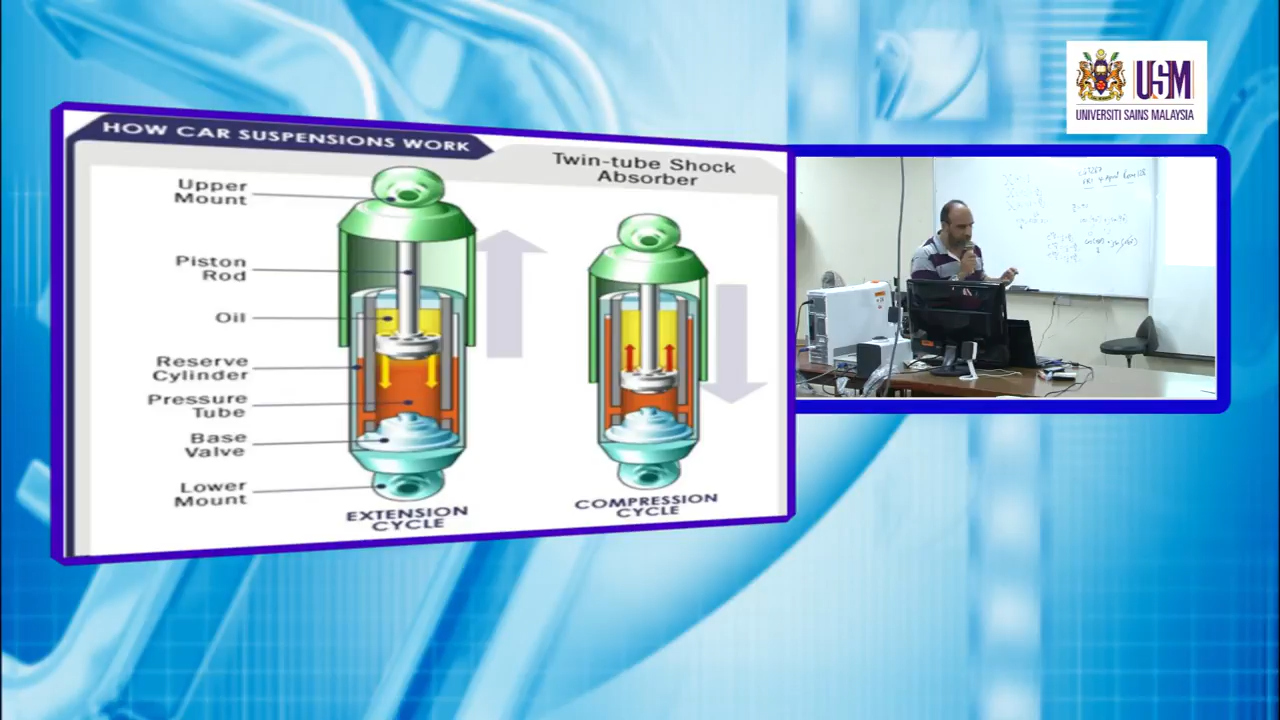 HOW CAR SUSPENSIONS WORK
Twin-tube Shock
Absorber
Upper
Mount
Piston
Rod
Oil
Reserve
Cylinder
Pressure
Tube
Base
Valve
Lower
Mount
EXTENSION
CYCLE
COMPRESSION
CYCLE
USM
UNIVERSITI SAINS MALAYSIA